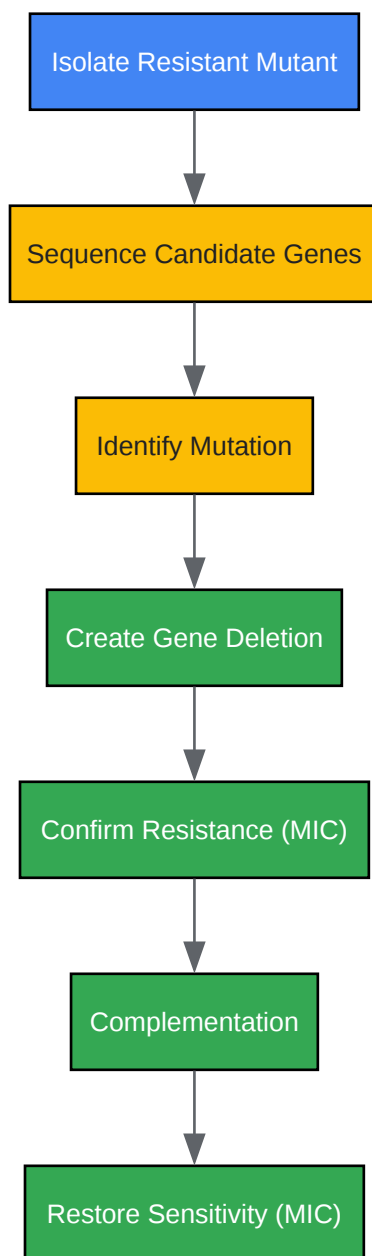 Isolate Resistant Mutant
Sequence Candidate Genes
Identify Mutation
Create Gene Deletion
Confirm Resistance (MIC)
Complementation
Restore Sensitivity (MIC)